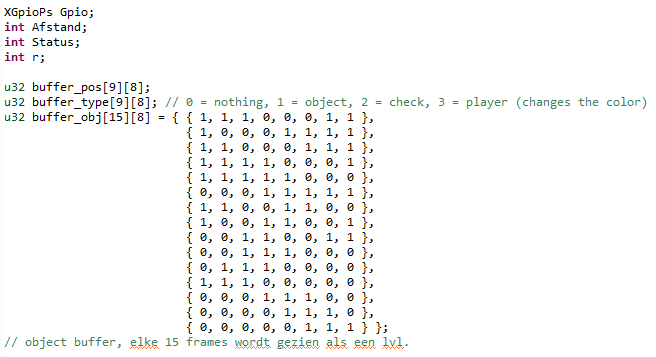 XGpioPs Gpio;
int Afstand;
int Status;
int r;

u32 buffer_pos[9][8];
u32 buffer_type[9][8]; // 0 = nothing, 1 = object, 2 = check, 3 = player (changes the color)
u32 buffer_obj[15][8] = { { 1, 1, 1, 0, 0, 0, 1, 1 },
{ 1, 0, 0, 0, 1, 1, 1, 1 },
{ 1, 1, 0, 0, 0, 1, 1, 1 },
{ 1, 1, 1, 1, 0, 0, 0, 1 },
{ 1, 1, 1, 1, 1, 0, 0, 0 },
{ 0, 0, 0, 1, 1, 1, 1, 1 },
{ 1, 1, 0, 0, 1, 1, 0, 0 },
{ 1, 0, 0, 1, 1, 0, 0, 1 },
{ 0, 0, 1, 1, 0, 0, 1, 1 },
{ 0, 0, 1, 1, 1, 0, 0, 0 },
{ 0, 1, 1, 1, 0, 0, 0, 0 },
{ 1, 1, 1, 0, 0, 0, 0, 0 },
{ 0, 0, 0, 1, 1, 1, 0, 0 },
{ 0, 0, 0, 0, 1, 1, 1, 0 },
{ 0, 0, 0, 0, 0, 1, 1, 1 } };
// object buffer, elke 15 frames wordt gezien als een lvl.